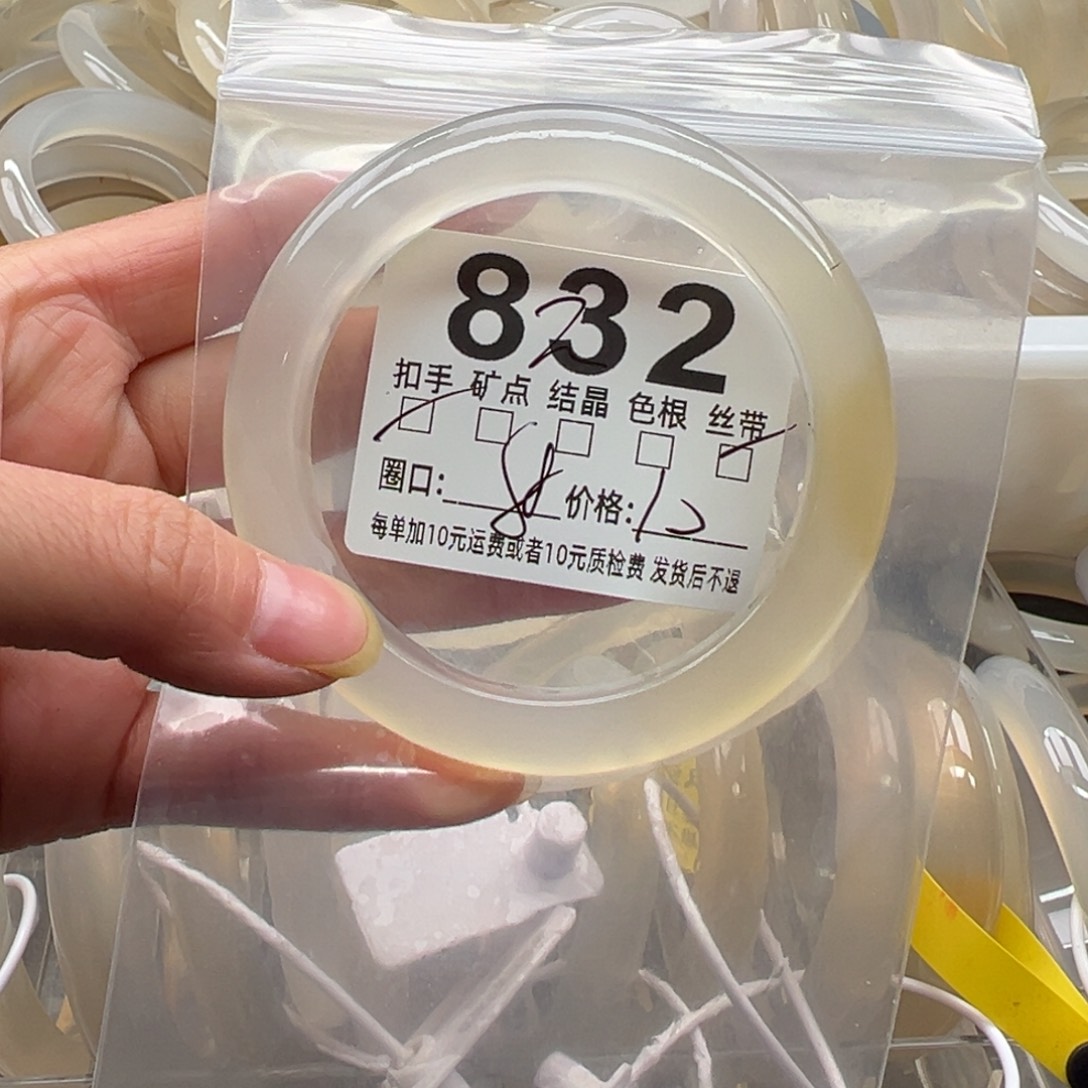 832
扣手 矿点 结晶 色根 丝带
圈口: 价格:
每单加10元运费或者10元质检费 发货后不退